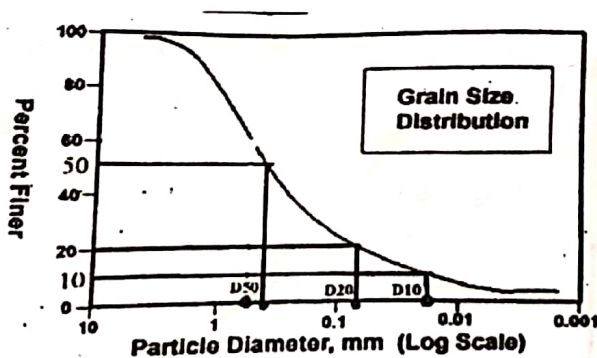 100
80
60
50
40
20
10
0
Percent Finer
Grain Size.
Distribution
D50
D20
D10
10
1
0.1
0.01
0.001
Particle Diameter, mm (Log Scale)